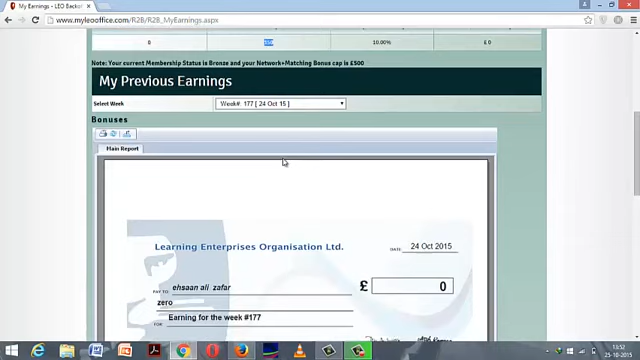 My Earnings - LEO Backof
www.myleooffice.com/R2B/R2B_MyEarnings.aspx
0 10.00% £ 0
Note: Your current Membership Status is Bronze and your Network+Matching Bonus cap is £500
My Previous Earnings
Select Week Week#: 177 [ 24 Oct 15 ]
Bonuses
Main Report
Learning Enterprises Organisation Ltd. DATE: 24 Oct 2015
PAY TO: ehsaan ali zafar £ 0
zero
FOR: Earning for the week #177
13:52
25-10-2015